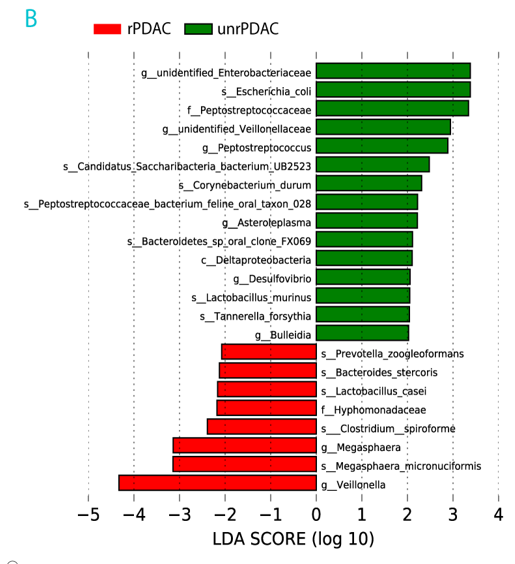 B
rPDAC unrPDAC
g__unidentified_Enterobacteriaceae
s__Escherichia_coli
f__Peptostreptococcaceae
g__unidentified_Veillonellaceae
g__Peptostreptococcus
s__Candidatus_Saccharibacteria_bacterium_UB2523
s__Corynebacterium_durum
s__Peptostreptococcaceae_bacterium_feline_oral_taxon_028
g__Asteroleplasma
s__Bacteroidetes_sp_oral_clone_FX069
c__Deltaproteobacteria
g__Desulfovibrio
s__Lactobacillus_murinus
s__Tannerella_forsythia
g__Bulleidia
s__Prevotella_zoogleoformans
s__Bacteroides_stercoris
s__Lactobacillus_casei
f__Hyphomonadaceae
s___Clostridium__spiroforme
g__Megasphaera
s__Megasphaera_micronuciformis
g__Veillonella
−5 −4 −3 −2 −1 0 1 2 3 4
LDA SCORE (log 10)